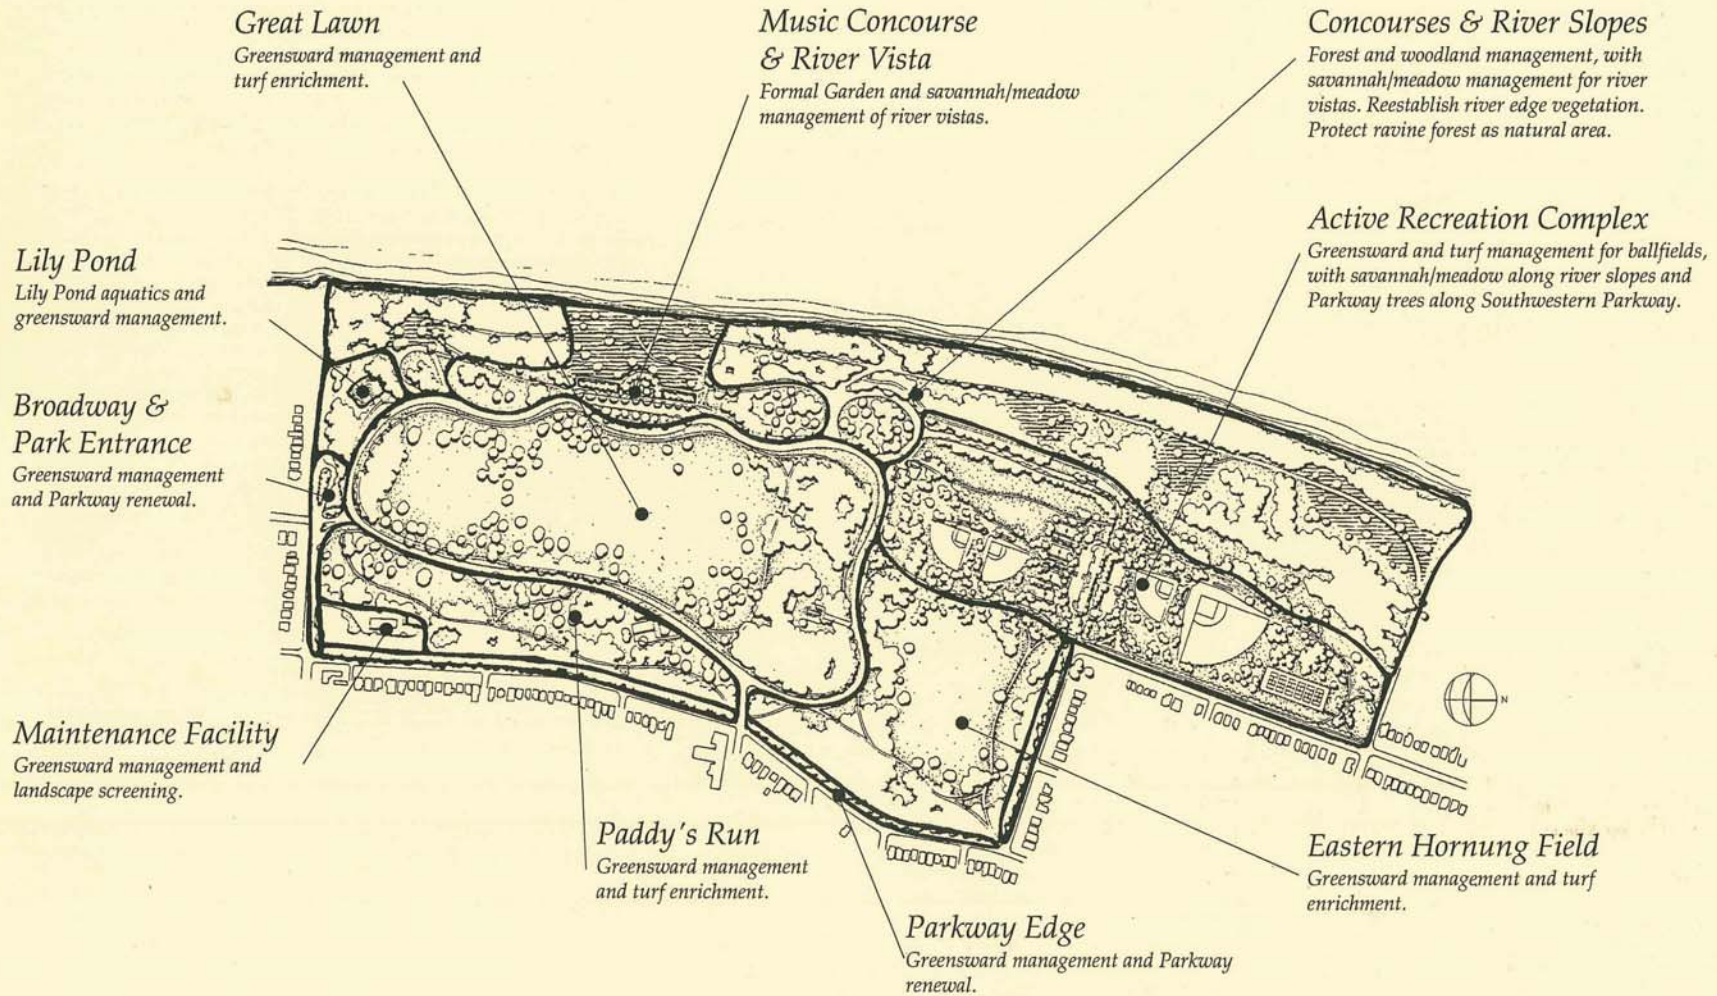 Great Lawn
Greensward management and
turf enrichment.
Music Concourse
& River Vista
Formal Garden and savannah/meadow
management of river vistas.
Concourses & River Slopes
Forest and woodland management, with
savannah/meadow management for river
vistas. Reestablish river edge vegetation.
Protect ravine forest as natural area.
Active Recreation Complex
Greensward and turf management for ballfields,
with savannah/meadow along river slopes and
Parkway trees along Southwestern Parkway.
Lily Pond
Lily Pond aquatics and
greensward management.
Broadway &
Park Entrance
Greensward management
and Parkway renewal.
N
Maintenance Facility
Greensward management and
landscape screening.
Paddy's Run
Greensward management
and turf enrichment.
Eastern Hornung Field
Greensward management and turf
enrichment.
Parkway Edge
Greensward management and Parkway
renewal.